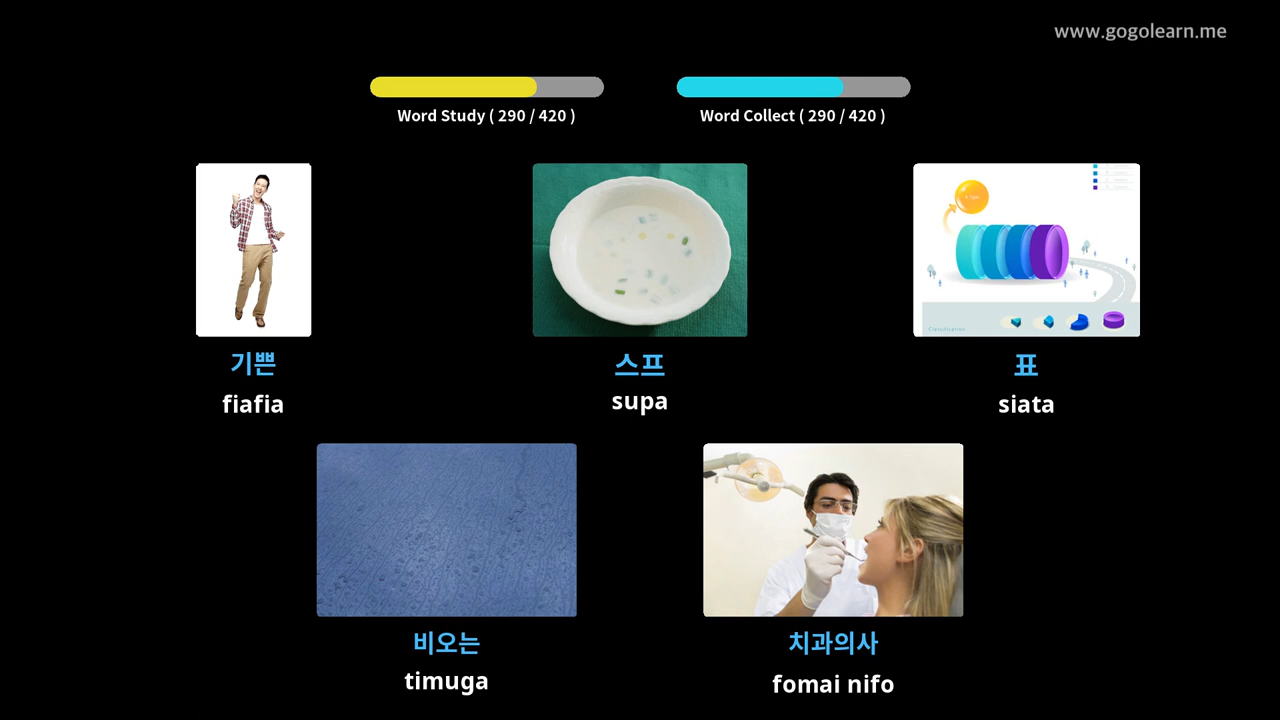 www.gogolearn.me
Word Study ( 290 / 420 )
Word Collect ( 290 / 420 )
기쁜
fiafia
스프
supa
Classification
표
siata
비오는
timuga
치과의사
fomai nifo